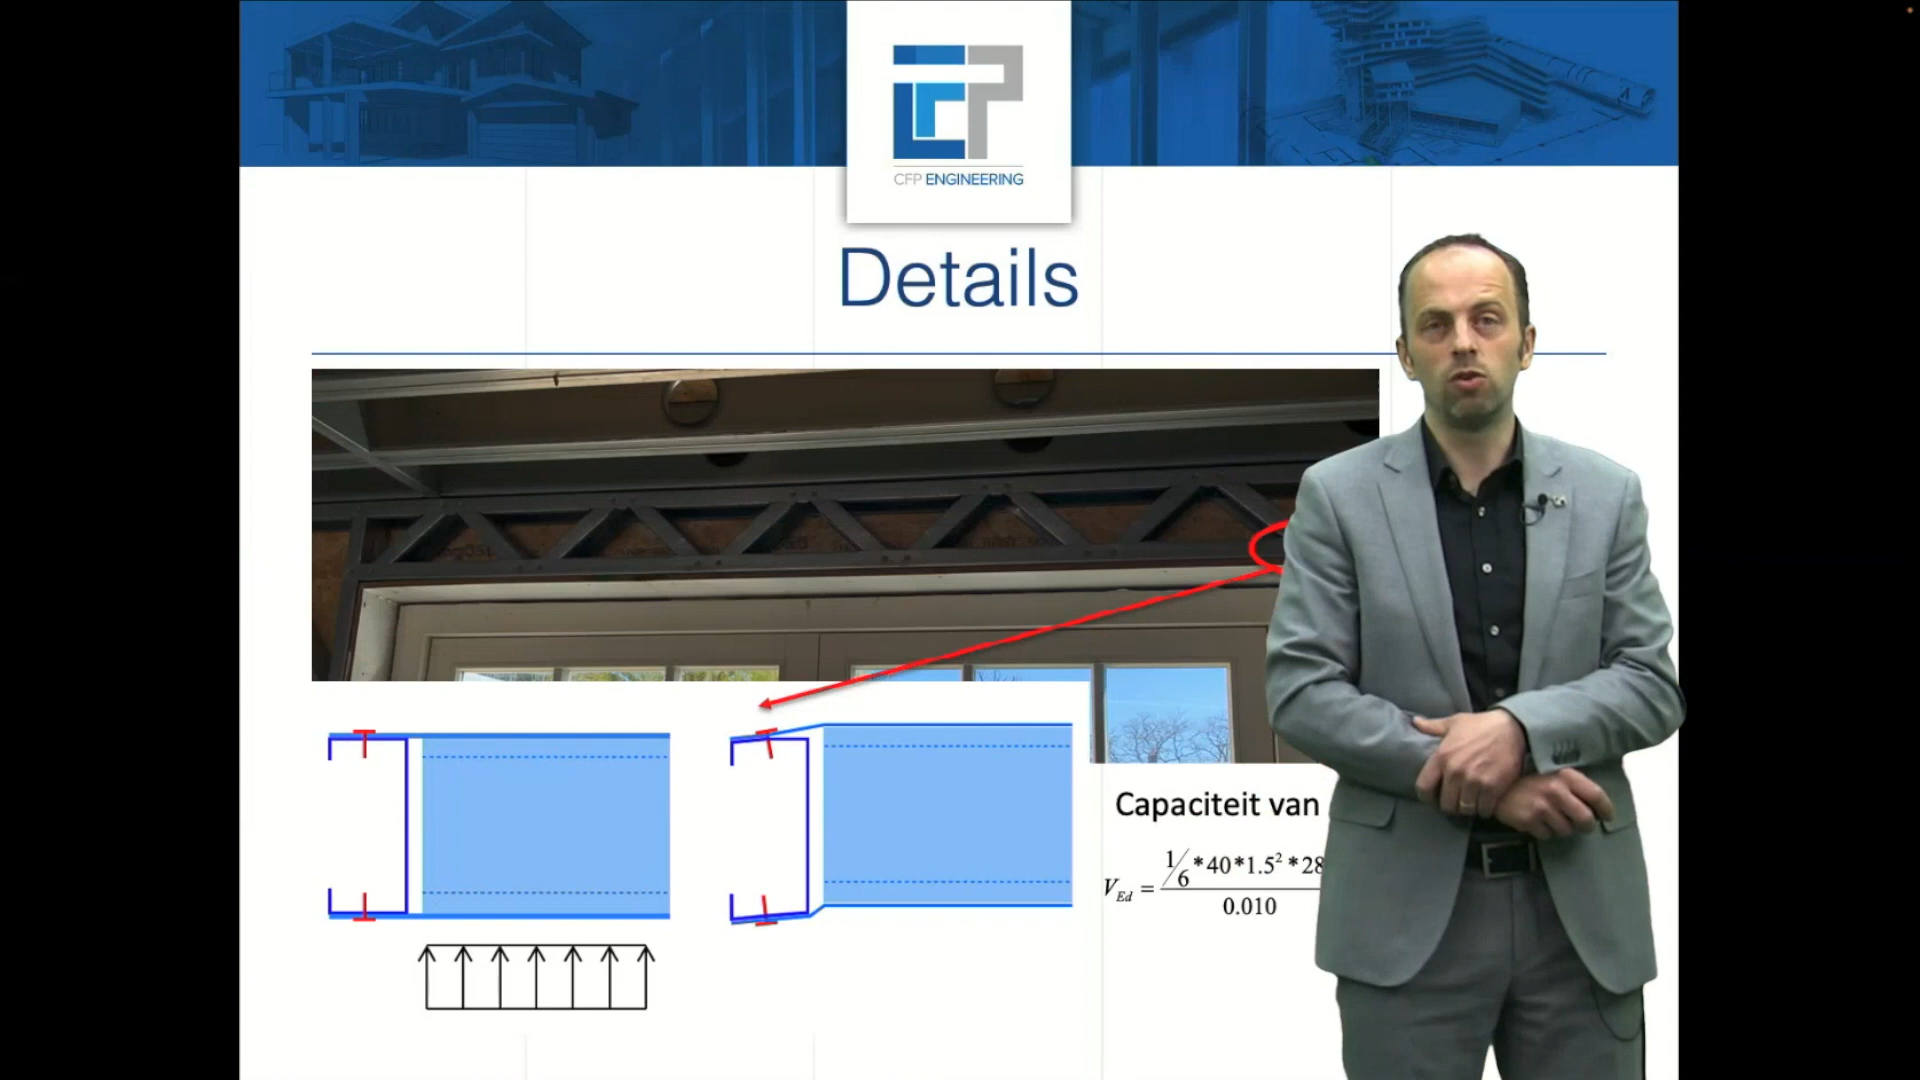 CFP ENGINEERING
Details
Capaciteit van
V_Ed = 1/6*40*1.5²*28
0.010